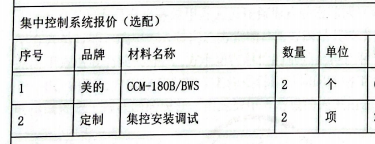 集中控制系统报价（选配）
序号 品牌 材料名称 数量 单位
1 美的 CCM-180B/BWS 2 个
2 定制 集控安装调试 2 项